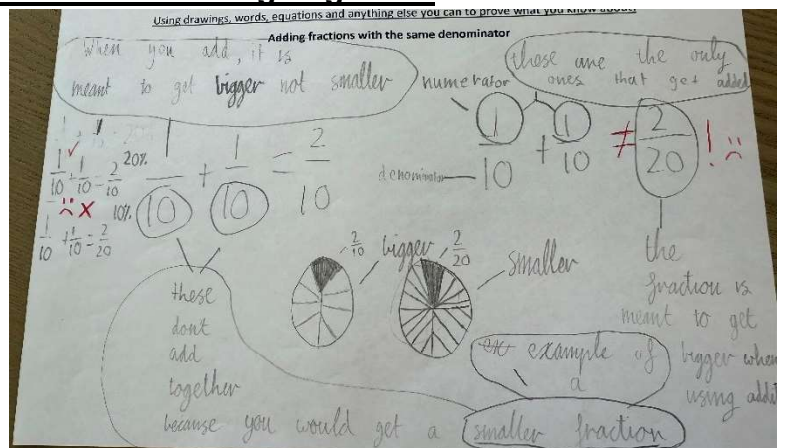 Using drawings, words, equations and anything else you can to prove what you know about:
Adding fractions with the same denominator
When you add, it is
meant to get bigger not smaller
those are the only
ones that get added
numerator
denominator
1/10 + 1/10 ≠ 2/20 !
1/10 + 1/10 = 2/10
20%
10%
1/10 + 1/10 = 2/10
1/10 + 1/10 = 2/20
these
don't
add
together
because you would get a smaller fraction
2/10 bigger 2/20
smaller
example of
a
the
fraction is
meant to get
bigger when
using